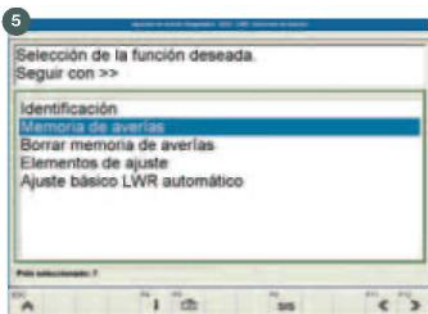 5
Selección de la función deseada.
Seguir con >>
Identificación
Memoria de averías
Borrar memoria de averías
Elementos de ajuste
Ajuste básico LWR automático